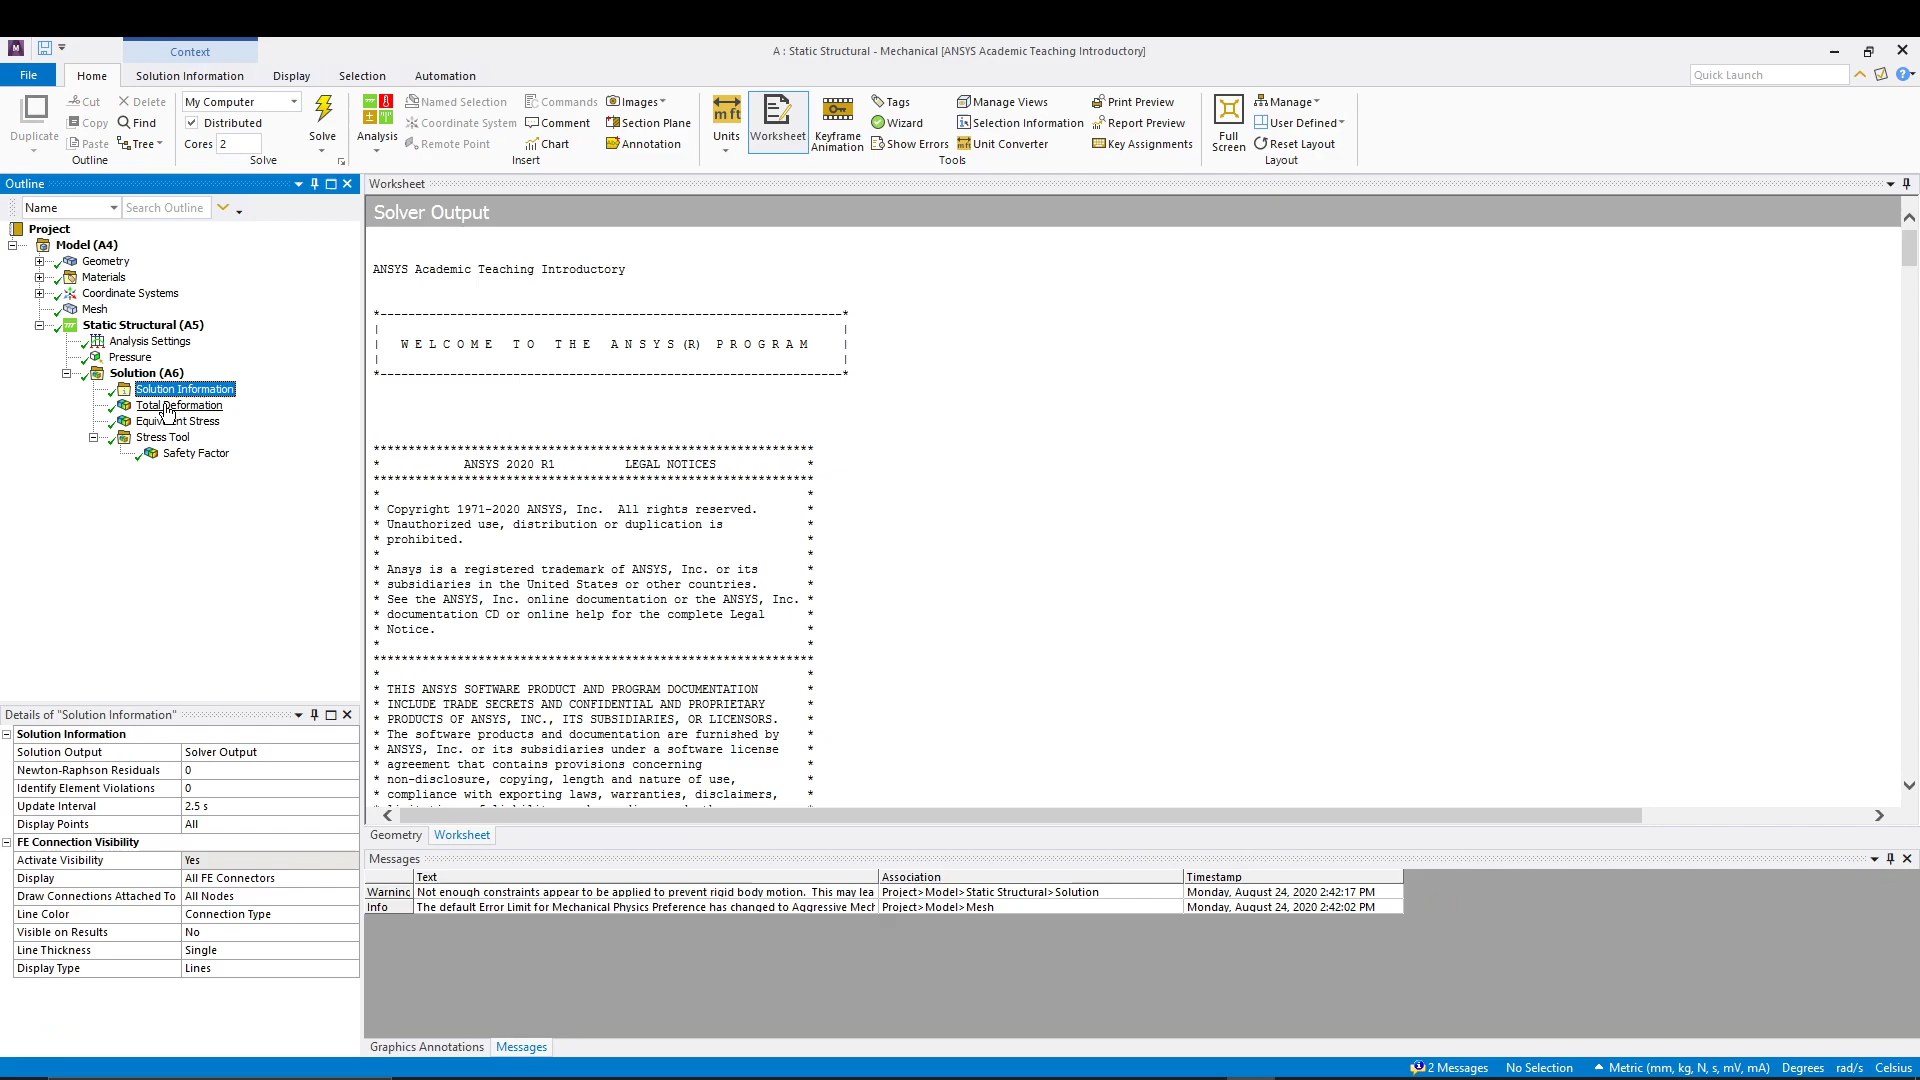 Context
A : Static Structural - Mechanical [ANSYS Academic Teaching Introductory]
File
Home
Solution Information
Display
Selection
Automation
Quick Launch
Duplicate
Cut
Copy
Paste
Delete
Find
Tree
Outline
My Computer
Distributed
Cores 2
Solve
Solve
Analysis
Named Selection
Coordinate System
Remote Point
Commands
Comment
Chart
Images
Section Plane
Annotation
Insert
Units
Worksheet
Keyframe
Animation
Tags
Wizard
Show Errors
Manage Views
Selection Information
Unit Converter
Print Preview
Report Preview
Key Assignments
Tools
Full
Screen
Manage
User Defined
Reset Layout
Layout
Outline
Name
Search Outline
Project
Model (A4)
Geometry
Materials
Coordinate Systems
Mesh
Static Structural (A5)
Analysis Settings
Pressure
Solution (A6)
Solution Information
Total Deformation
Equivalent Stress
Stress Tool
Safety Factor
Worksheet
Solver Output
ANSYS Academic Teaching Introductory
*------------------------------------------------------------------*
|                                                                  |
|   W E L C O M E   T O   T H E   A N S Y S (R)  P R O G R A M     |
|                                                                  |
*------------------------------------------------------------------*
***************************************************************
*            ANSYS 2020 R1          LEGAL NOTICES             *
***************************************************************
*                                                             *
* Copyright 1971-2020 ANSYS, Inc.  All rights reserved.       *
* Unauthorized use, distribution or duplication is            *
* prohibited.                                                 *
*                                                             *
* Ansys is a registered trademark of ANSYS, Inc. or its       *
* subsidiaries in the United States or other countries.       *
* See the ANSYS, Inc. online documentation or the ANSYS, Inc. *
* documentation CD or online help for the complete Legal      *
* Notice.                                                     *
*                                                             *
***************************************************************
*                                                             *
* THIS ANSYS SOFTWARE PRODUCT AND PROGRAM DOCUMENTATION       *
* INCLUDE TRADE SECRETS AND CONFIDENTIAL AND PROPRIETARY      *
* PRODUCTS OF ANSYS, INC., ITS SUBSIDIARIES, OR LICENSORS.    *
* The software products and documentation are furnished by    *
* ANSYS, Inc. or its subsidiaries under a software license    *
* agreement that contains provisions concerning               *
* non-disclosure, copying, length and nature of use,          *
* compliance with exporting laws, warranties, disclaimers,    *
Geometry
Worksheet
Details of "Solution Information"
Solution Information
Solution Output Solver Output
Newton-Raphson Residuals 0
Identify Element Violations 0
Update Interval 2.5 s
Display Points All
FE Connection Visibility
Activate Visibility Yes
Display All FE Connectors
Draw Connections Attached To All Nodes
Line Color Connection Type
Visible on Results No
Line Thickness Single
Display Type Lines
Messages
Text Association Timestamp
Warning Not enough constraints appear to be applied to prevent rigid body motion.  This may lea Project>Model>Static Structural>Solution Monday, August 24, 2020 2:42:17 PM
Info The default Error Limit for Mechanical Physics Preference has changed to Aggressive Mech Project>Model>Mesh Monday, August 24, 2020 2:42:02 PM
Graphics Annotations
Messages
2 Messages
No Selection
Metric (mm, kg, N, s, mV, mA)
Degrees
rad/s
Celsius